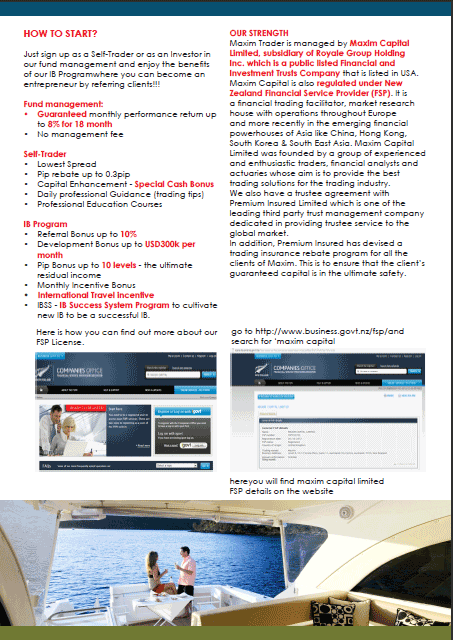 HOW TO START?
Just sign up as a Self-Trader or as an Investor in
our fund management and enjoy the benefits
of our IB Programwhere you can become an
entrepreneur by referring clients!!!
Fund management:
• Guaranteed monthly performance return up
to 8% for 18 month
• No management fee
Self-Trader
• Lowest Spread
• Pip rebate up to 0.3pip
• Capital Enhancement - Special Cash Bonus
• Daily professional Guidance (trading tips)
• Professional Education Courses
IB Program
• Referral Bonus up to 10%
• Development Bonus up to USD300k per
month
• Pip Bonus up to 10 levels - the ultimate
residual income
• Monthly Incentive Bonus
• International Travel Incentive
• IBSS - IB Success System Program to cultivate
new IB to be a successful IB.
Here is how you can find out more about our
FSP License.
COMPANIES OFFICE
OUR STRENGTH
Maxim Trader is managed by Maxim Capital
Limited, subsidiary of Royale Group Holding
Inc. which is a public listed Financial and
Investment Trusts Company that is listed in USA.
Maxim Capital is also regulated under New
Zealand Financial Service Provider (FSP). It is
a financial trading facilitator, market research
house with operations throughout Europe
and more recently in the emerging financial
powerhouses of Asia like China, Hong Kong,
South Korea & South East Asia. Maxim Capital
Limited was founded by a group of experienced
and enthusiastic traders, financial analysts and
actuaries whose aim is to provide the best
trading solutions for the trading industry.
We also have a trustee agreement with
Premium Insured Limited which is one of the
leading third party trust management company
dedicated in providing trustee service to the
global market.
In addition, Premium Insured has devised a
trading insurance rebate program for all the
clients of Maxim. This is to ensure that the client's
guaranteed capital is in the ultimate safety.
go to http://www.business.govt.nz/fsp/and
search for 'maxim capital
COMPANIES OFFICE
hereyou will find maxim capital limited
FSP details on the website